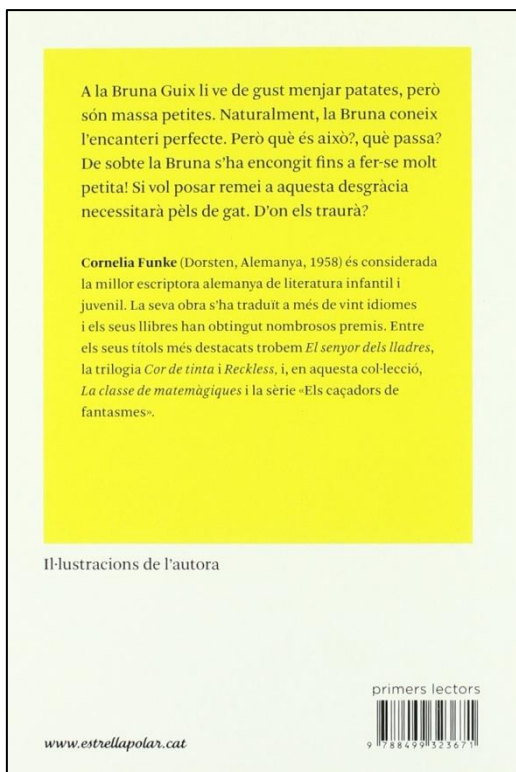 A la Bruna Guix li ve de gust menjar patates, però
són massa petites. Naturalment, la Bruna coneix
l'encanteri perfecte. Però què és això?, què passa?
De sobte la Bruna s'ha encongit fins a fer-se molt
petita! Si vol posar remei a aquesta desgràcia
necessitarà pèls de gat. D'on els traurà?
Cornelia Funke (Dorsten, Alemanya, 1958) és considerada
la millor escriptora alemanya de literatura infantil i
juvenil. La seva obra s'ha traduït a més de vint idiomes
i els seus llibres han obtingut nombrosos premis. Entre
els seus títols més destacats trobem El senyor dels lladres,
la trilogia Cor de tinta i Reckless, i, en aquesta col·lecció,
La classe de matemàgiques i la sèrie «Els caçadors de
fantasmes».
Il·lustracions de l'autora
primers lectors
www.estrellapolar.cat
9 788499 323671